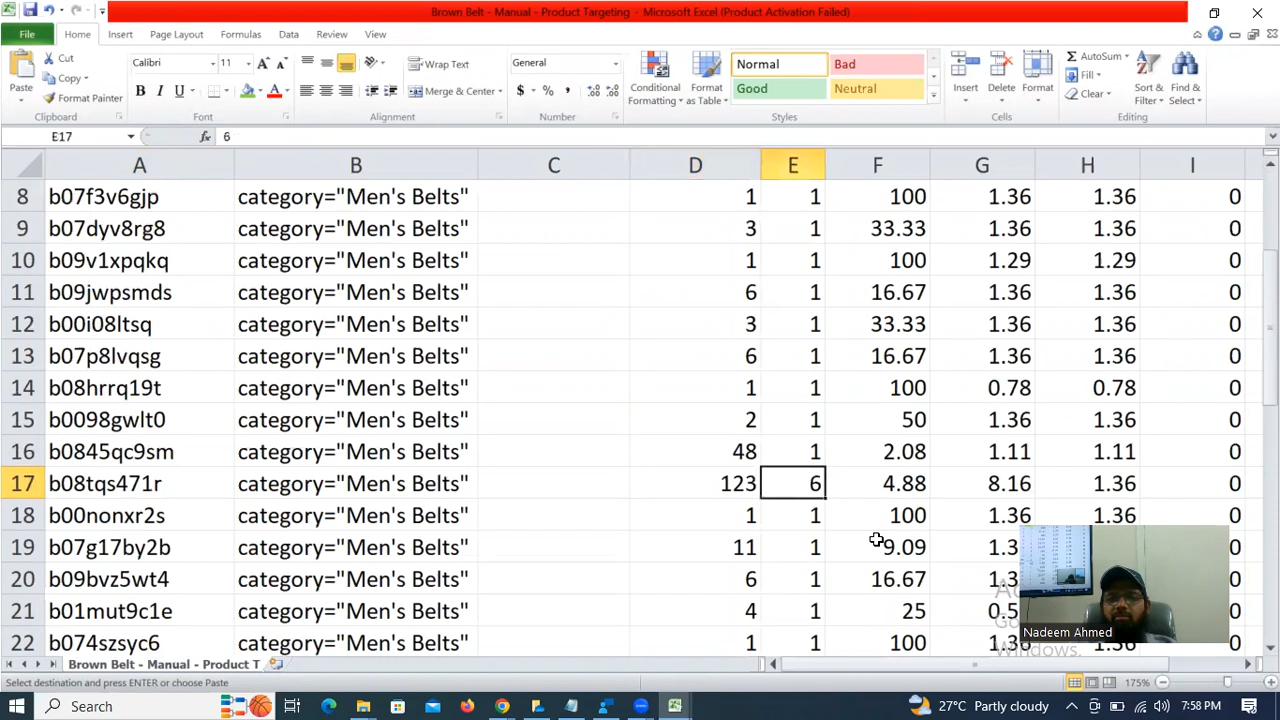 Brown Belt - Manual - Product Targeting - Microsoft Excel (Product Activation Failed)
File Home Insert Page Layout Formulas Data Review View
Cut
Copy
Format Painter
Paste
Clipboard
Calibri 11
B I U
Font
Wrap Text
Merge & Center
Alignment
General
$ % ,
Number
Conditional Formatting
Format as Table
Normal Bad
Good Neutral
Styles
Insert Delete Format
Cells
AutoSum
Fill
Clear
Sort & Filter
Find & Select
Editing
E17 fx 6
A B C D E F G H I
8 b07f3v6gjp category="Men's Belts" 1 1 100 1.36 1.36 0
9 b07dyv8rg8 category="Men's Belts" 3 1 33.33 1.36 1.36 0
10 b09v1xpqkq category="Men's Belts" 1 1 100 1.29 1.29 0
11 b09jwpsmds category="Men's Belts" 6 1 16.67 1.36 1.36 0
12 b00i08ltsq category="Men's Belts" 3 1 33.33 1.36 1.36 0
13 b07p8lvqsg category="Men's Belts" 6 1 16.67 1.36 1.36 0
14 b08hrrq19t category="Men's Belts" 1 1 100 0.78 0.78 0
15 b0098gwlt0 category="Men's Belts" 2 1 50 1.36 1.36 0
16 b0845qc9sm category="Men's Belts" 48 1 2.08 1.11 1.11 0
17 b08tqs471r category="Men's Belts" 123 6 4.88 8.16 1.36 0
18 b00nonxr2s category="Men's Belts" 1 1 100 1.36 1.36 0
19 b07g17by2b category="Men's Belts" 11 1 9.09 1.3
20 b09bvz5wt4 category="Men's Belts" 6 1 16.67 1.3
21 b01mut9c1e category="Men's Belts" 4 1 25 0.5
22 b074szsyc6 category="Men's Belts" 1 1 100 1.36
Nadeem Ahmed
Windows.
Brown Belt - Manual - Product T
Select destination and press ENTER or choose Paste 175%
Search 27°C Partly cloudy 7:58 PM